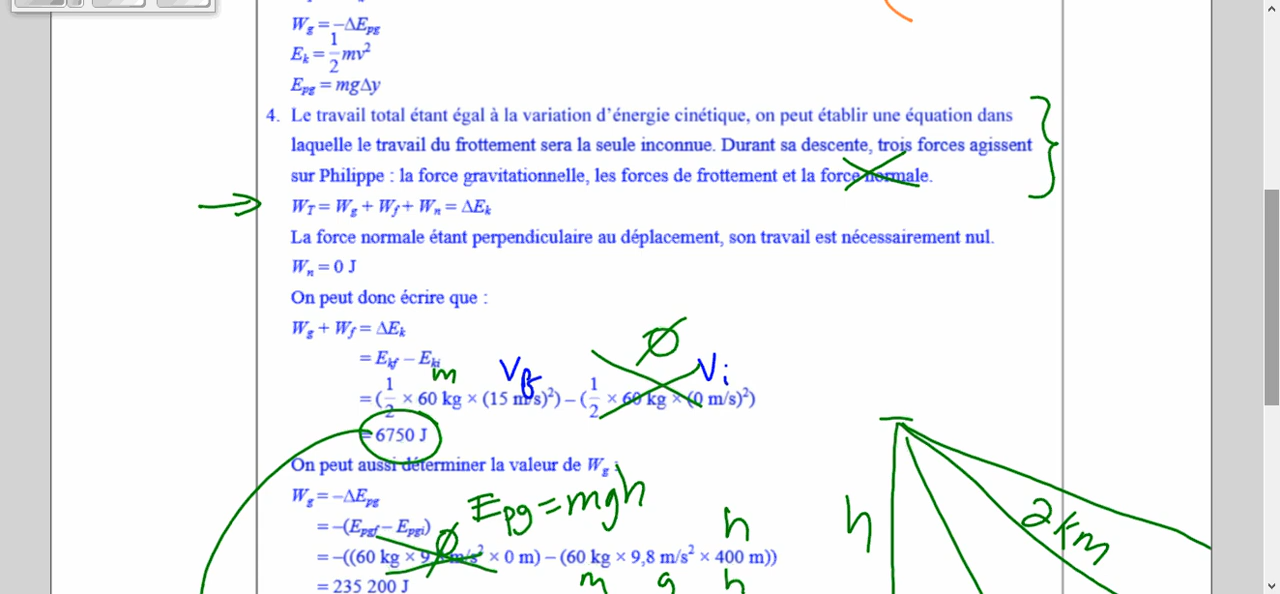 W_g = −ΔE_pg
E_k = 1/2 mv²
E_pg = mgΔy
4. Le travail total étant égal à la variation d'énergie cinétique, on peut établir une équation dans
laquelle le travail du frottement sera la seule inconnue. Durant sa descente, trois forces agissent
sur Philippe : la force gravitationnelle, les forces de frottement et la force normale.
W_T = W_g + W_f + W_n = ΔE_k
La force normale étant perpendiculaire au déplacement, son travail est nécessairement nul.
W_n = 0 J
On peut donc écrire que :
W_g + W_f = ΔE_k
Ø
= E_kf − E_ki
m Vf Vi
= (1/2 × 60 kg × (15 m/s)²) − (1/2 × 60 kg × (0 m/s)²)
= 6750 J
On peut aussi déterminer la valeur de W_g :
W_g = −ΔE_pg
Epg = mgh
= −(E_pgf − E_pgi)
Ø h h 2 km
= −((60 kg × 9,8 m/s² × 0 m) − (60 kg × 9,8 m/s² × 400 m))
m g h
= 235 200 J